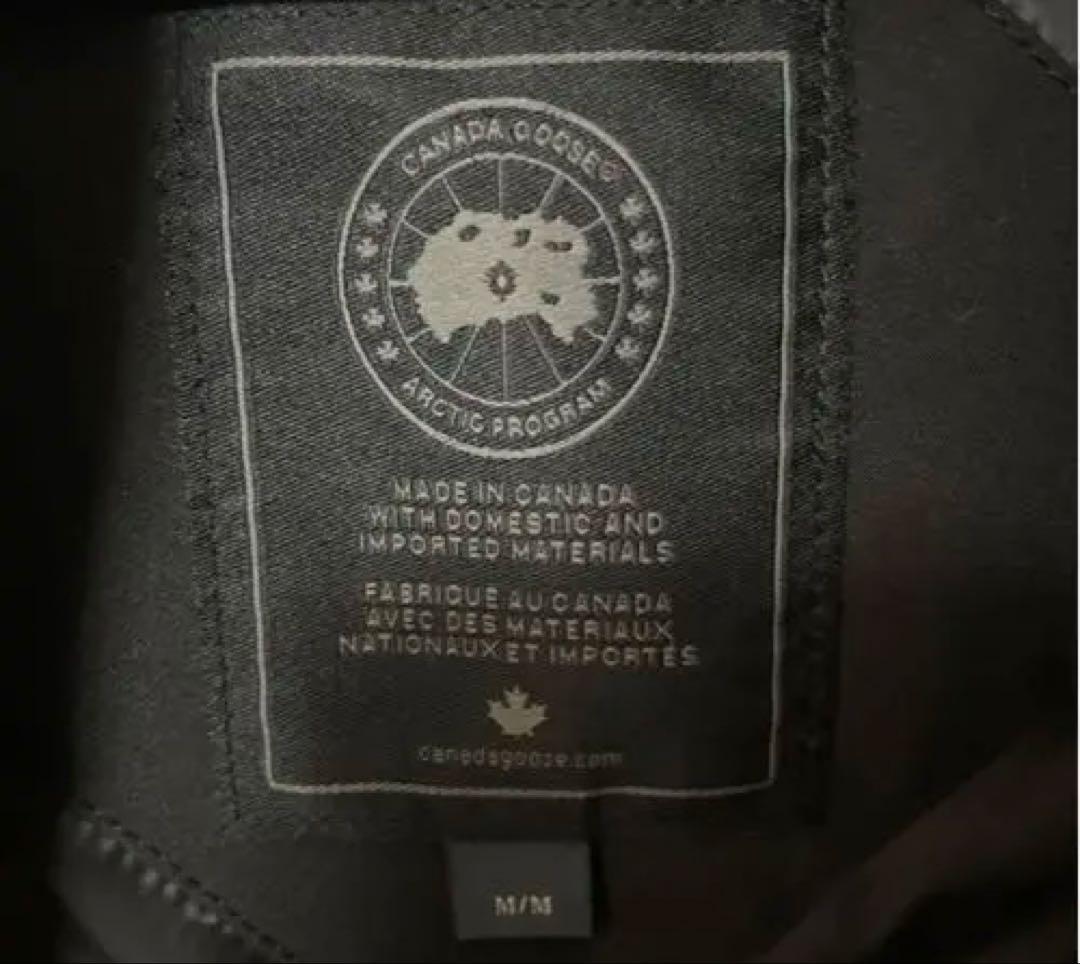 CANADA GOOSE®
ARCTIC PROGRAM
MADE IN CANADA
WITH DOMESTIC AND
IMPORTED MATERIALS
FABRIQUE AU CANADA
AVEC DES MATERIAUX
NATIONAUX ET IMPORTÉS
canadagoose.com
M/M